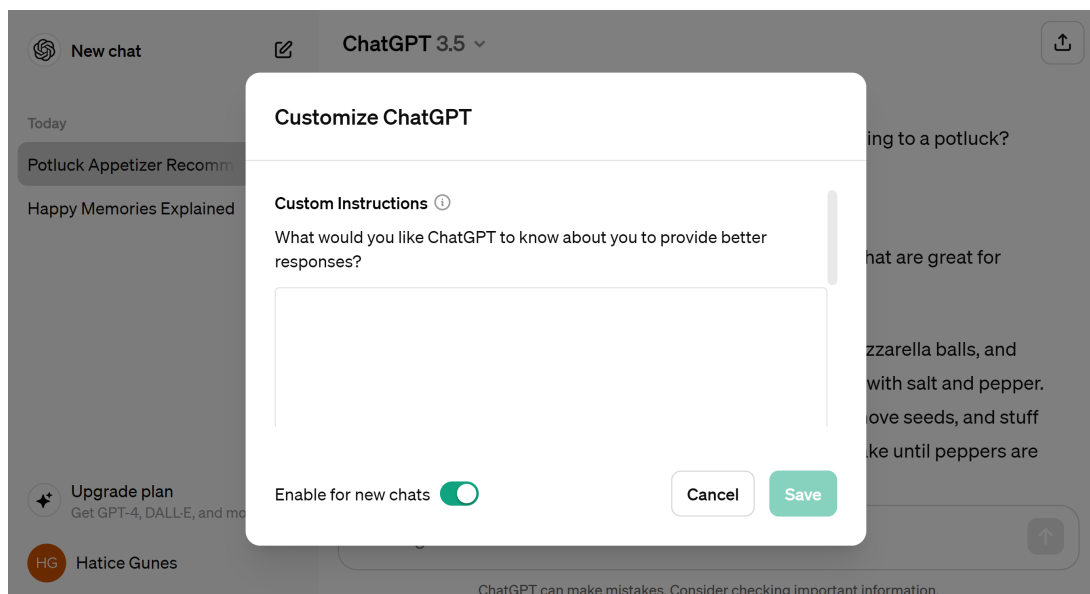 New chat
ChatGPT 3.5
Today
Potluck Appetizer Recomm
Happy Memories Explained
Upgrade plan
Get GPT-4, DALL·E, and mo
HG
Hatice Gunes
Customize ChatGPT
Custom Instructions
What would you like ChatGPT to know about you to provide better
responses?
Enable for new chats
Cancel
Save
ing to a potluck?
hat are great for
zzarella balls, and
with salt and pepper.
ove seeds, and stuff
ke until peppers are
ChatGPT can make mistakes. Consider checking important information.